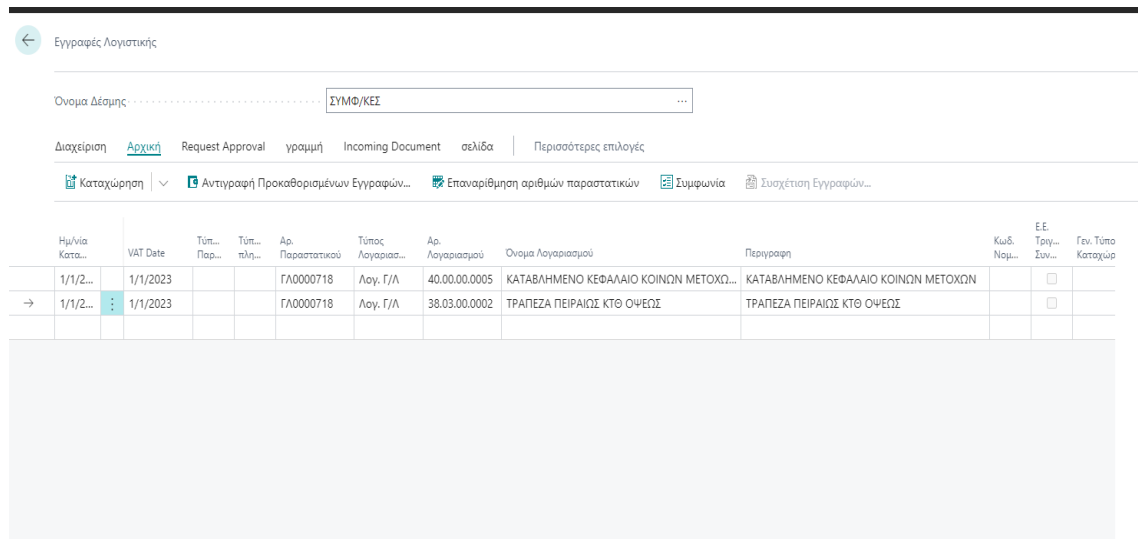 Εγγραφές Λογιστικής
Όνομα Δέσμης ΣΥΜΦ/ΚΕΣ ...
Διαχείριση Αρχική Request Approval γραμμή Incoming Document σελίδα Περισσότερες επιλογές
Καταχώρηση Αντιγραφή Προκαθορισμένων Εγγραφών... Επαναρίθμηση αριθμών παραστατικών Συμφωνία Συσχέτιση Εγγραφών...
Ημ/νία Κατα... VAT Date Τύπ... Παρ... Τύπ... πλη... Αρ. Παραστατικού Τύπος Λογαριασ... Αρ. Λογαριασμού Όνομα Λογαριασμού Περιγραφη Κωδ. Νομ... Ε.Ε. Τριγ... Συν... Γεν. Τύπο Καταχώρ
1/1/2... 1/1/2023 ΓΛ0000718 Λογ. Γ/Λ 40.00.00.0005 ΚΑΤΑΒΛΗΜΕΝΟ ΚΕΦΑΛΑΙΟ ΚΟΙΝΩΝ ΜΕΤΟΧΩ... ΚΑΤΑΒΛΗΜΕΝΟ ΚΕΦΑΛΑΙΟ ΚΟΙΝΩΝ ΜΕΤΟΧΩΝ
1/1/2... 1/1/2023 ΓΛ0000718 Λογ. Γ/Λ 38.03.00.0002 ΤΡΑΠΕΖΑ ΠΕΙΡΑΙΩΣ ΚΤΘ ΟΨΕΩΣ ΤΡΑΠΕΖΑ ΠΕΙΡΑΙΩΣ ΚΤΘ ΟΨΕΩΣ